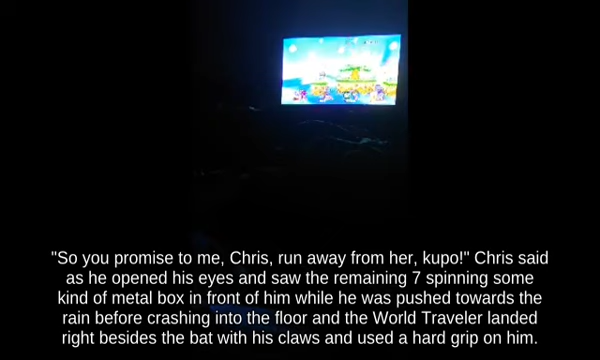 "So you promise to me, Chris, run away from her, kupo!" Chris said
as he opened his eyes and saw the remaining 7 spinning some
kind of metal box in front of him while he was pushed towards the
rain before crashing into the floor and the World Traveler landed
right besides the bat with his claws and used a hard grip on him.